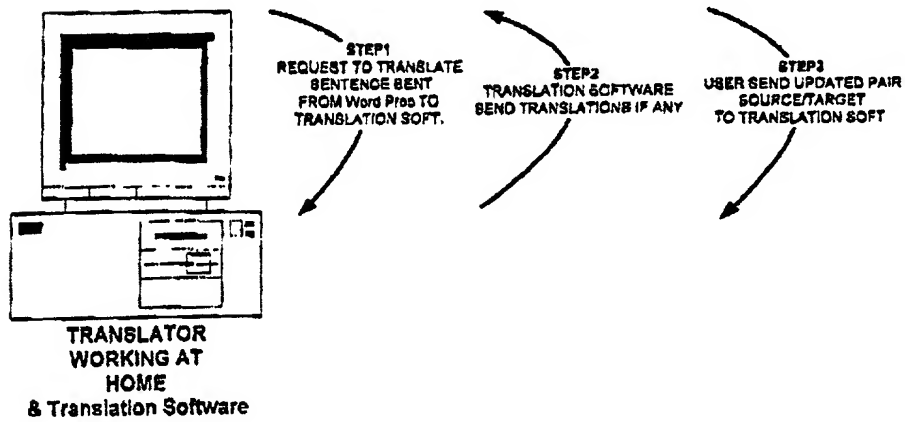 STEP1
REQUEST TO TRANSLATE
SENTENCE SENT
FROM Word Proc TO
TRANSLATION SOFT.
STEP2
TRANSLATION SOFTWARE
SEND TRANSLATIONS IF ANY
STEP3
USER SEND UPDATED PAIR
SOURCE/TARGET
TO TRANSLATION SOFT
TRANSLATOR
WORKING AT
HOME
& Translation Software